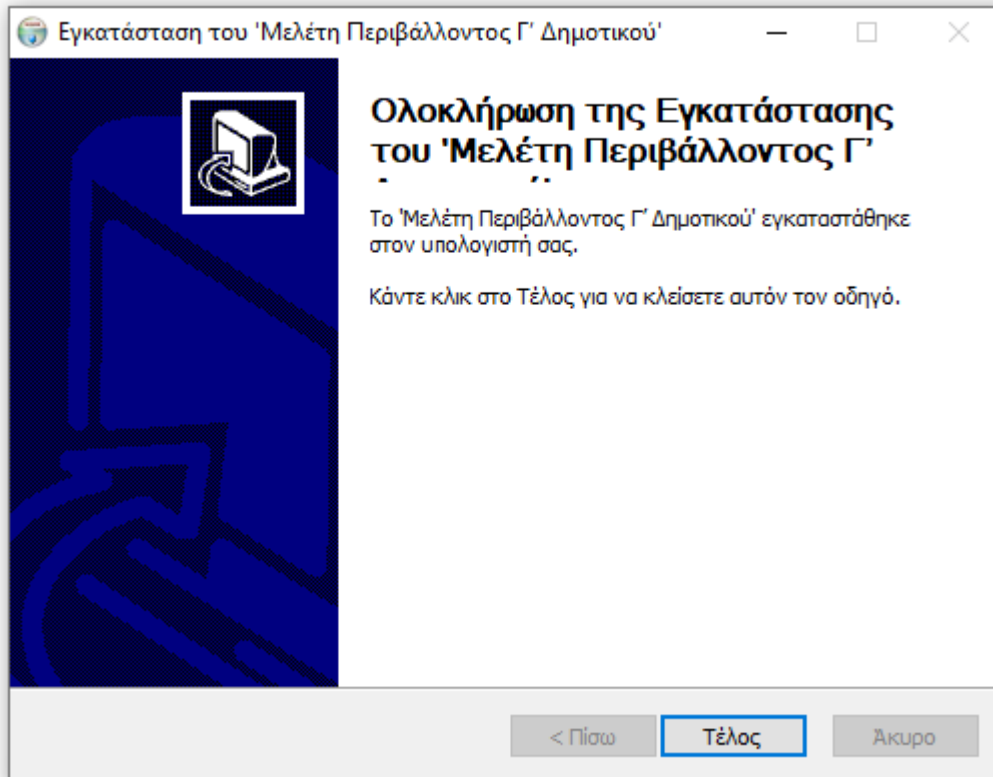 Εγκατάσταση του 'Μελέτη Περιβάλλοντος Γ΄ Δημοτικού'
Ολοκλήρωση της Εγκατάστασης
του 'Μελέτη Περιβάλλοντος Γ΄
Το 'Μελέτη Περιβάλλοντος Γ΄ Δημοτικού' εγκαταστάθηκε
στον υπολογιστή σας.
Κάντε κλικ στο Τέλος για να κλείσετε αυτόν τον οδηγό.
< Πίσω
Τέλος
Άκυρο